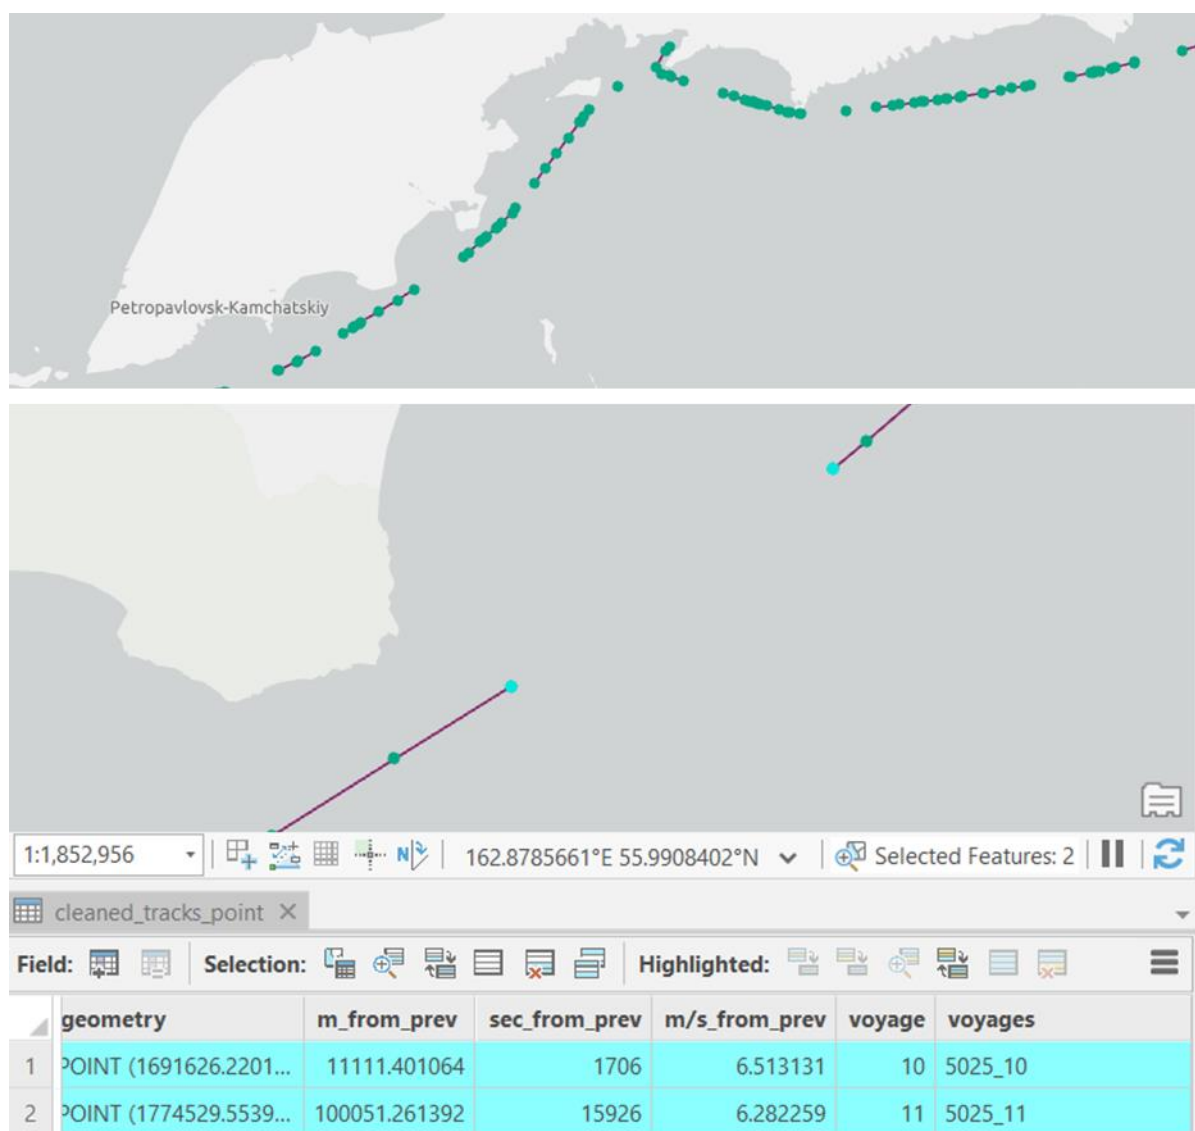 Petropavlovsk-Kamchatskiy
1:1,852,956 N 162.8785661°E 55.9908402°N Selected Features: 2
cleaned_tracks_point
Field: Selection: Highlighted:
geometry m_from_prev sec_from_prev m/s_from_prev voyage voyages
1 POINT (1691626.2201... 11111.401064 1706 6.513131 10 5025_10
2 POINT (1774529.5539... 100051.261392 15926 6.282259 11 5025_11